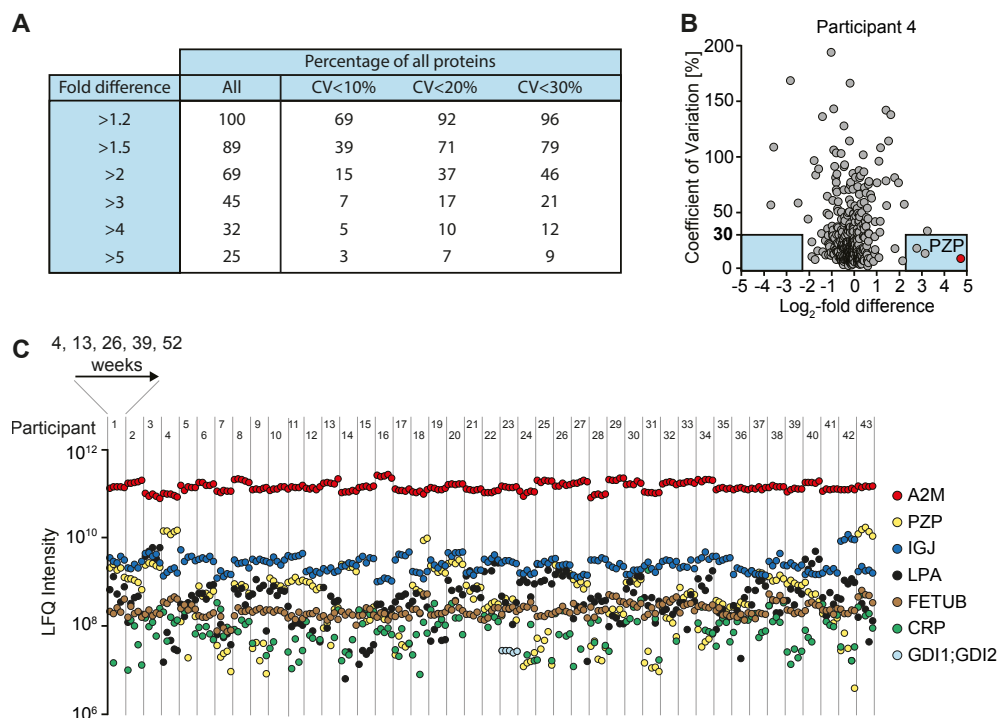 A
Percentage of all proteins
Fold difference All CV<10% CV<20% CV<30%
>1.2 100 69 92 96
>1.5 89 39 71 79
>2 69 15 37 46
>3 45 7 17 21
>4 32 5 10 12
>5 25 3 7 9
B
Participant 4
Coefficient of Variation [%]
200
150
100
50
30
0
PZP
-5 -4 -3 -2 -1 0 1 2 3 4 5
Log2-fold difference
C
4, 13, 26, 39, 52
weeks
Participant
1 3 5 7 9 11 13 15 17 19 21 23 25 27 29 31 33 35 37 39 41 43
2 4 6 8 10 12 14 16 18 20 22 24 26 28 30 32 34 36 38 40 42
LFQ Intensity
10^12
10^10
10^8
10^6
A2M
PZP
IGJ
LPA
FETUB
CRP
GDI1;GDI2